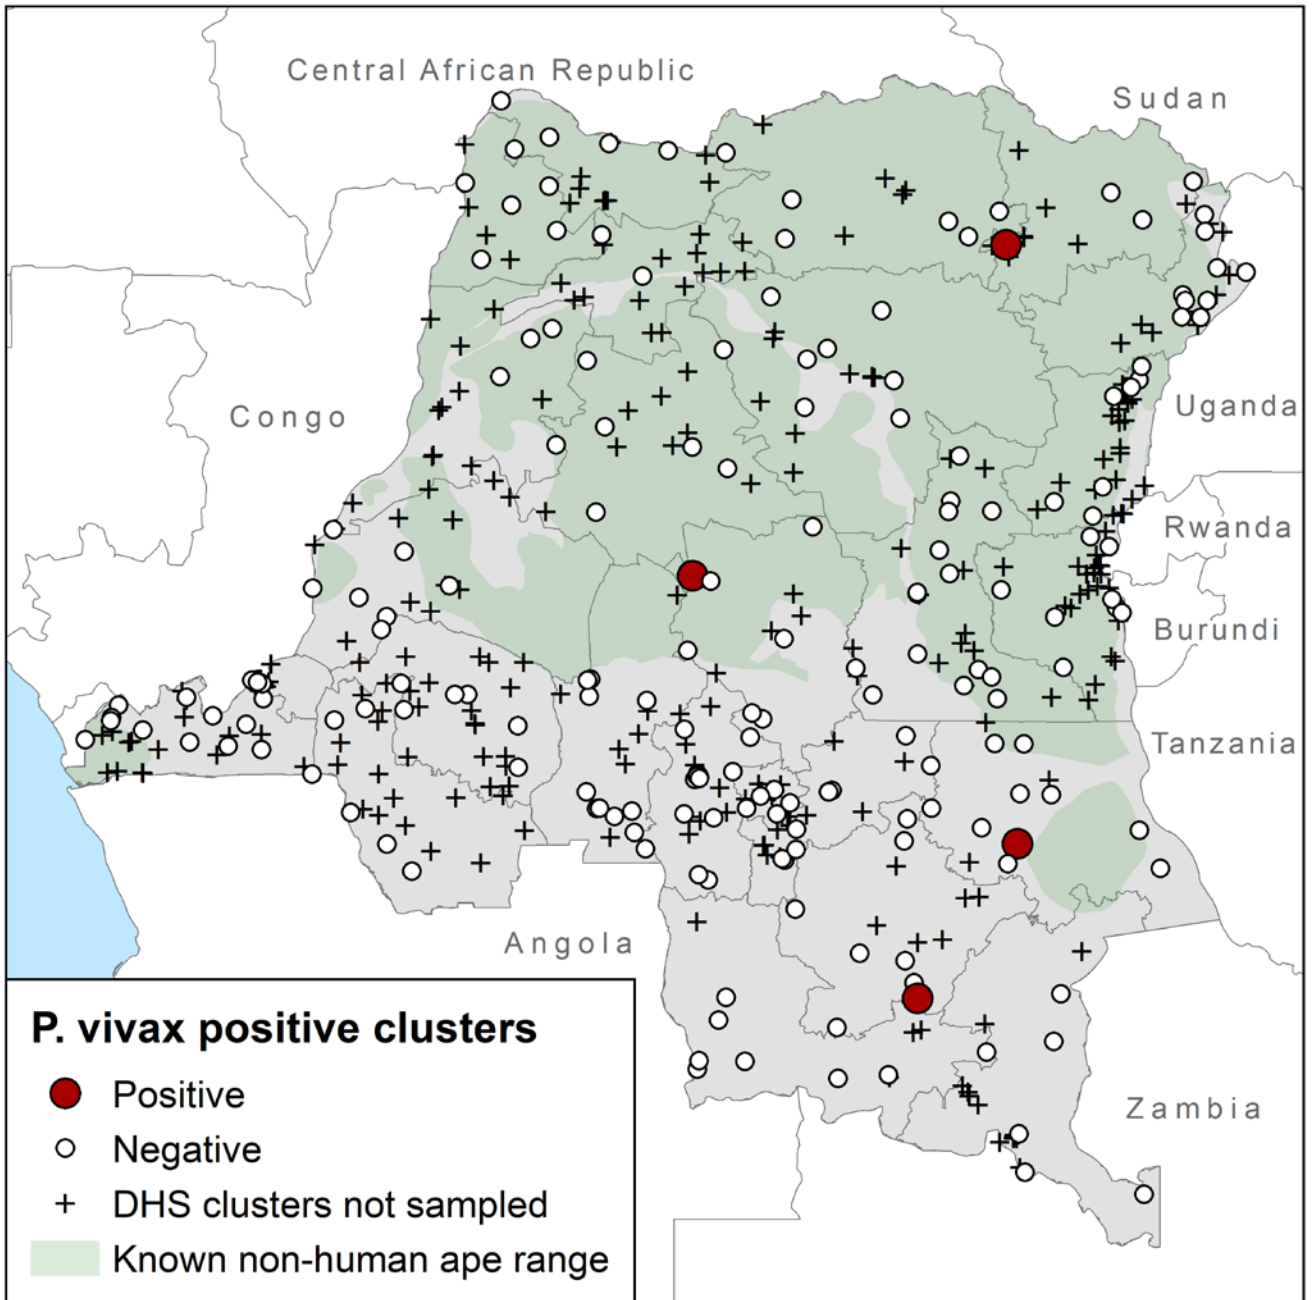 Central African Republic
Sudan
Congo
Uganda
Rwanda
Burundi
Tanzania
Angola
Zambia
P. vivax positive clusters
Positive
Negative
DHS clusters not sampled
Known non-human ape range